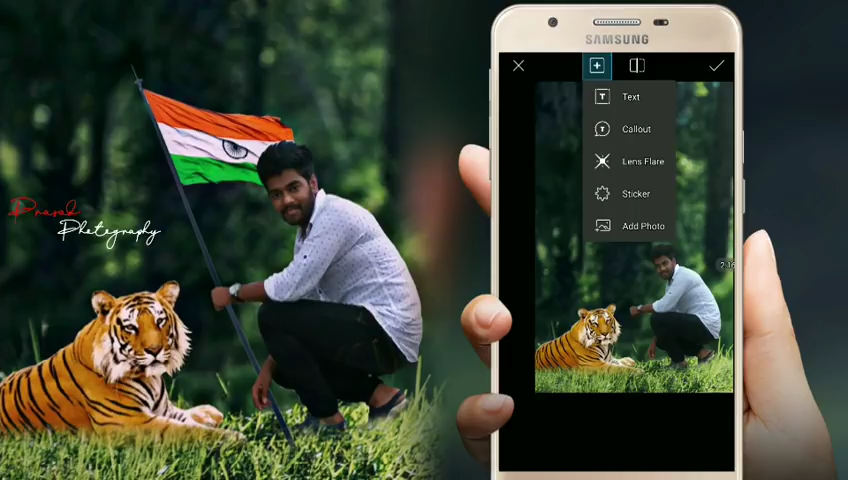 Prasad
Photography
SAMSUNG
Text
Callout
Lens Flare
Sticker
Add Photo